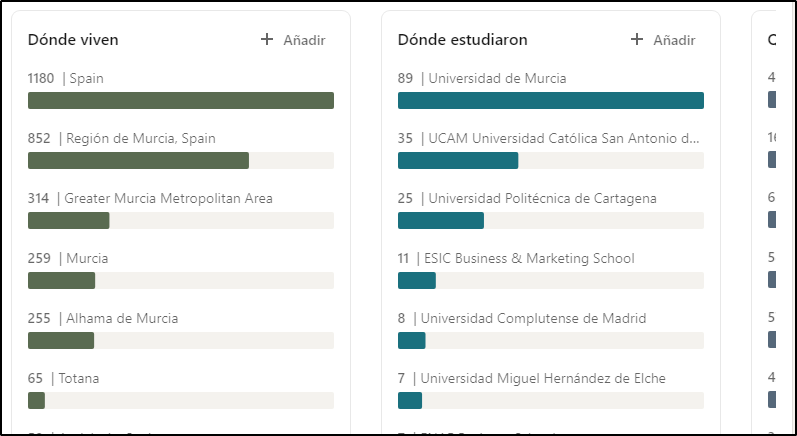 Dónde viven
Añadir
1180 | Spain
852 | Región de Murcia, Spain
314 | Greater Murcia Metropolitan Area
259 | Murcia
255 | Alhama de Murcia
65 | Totana
Dónde estudiaron
Añadir
89 | Universidad de Murcia
35 | UCAM Universidad Católica San Antonio d...
25 | Universidad Politécnica de Cartagena
11 | ESIC Business & Marketing School
8 | Universidad Complutense de Madrid
7 | Universidad Miguel Hernández de Elche
4
6
5
5
4